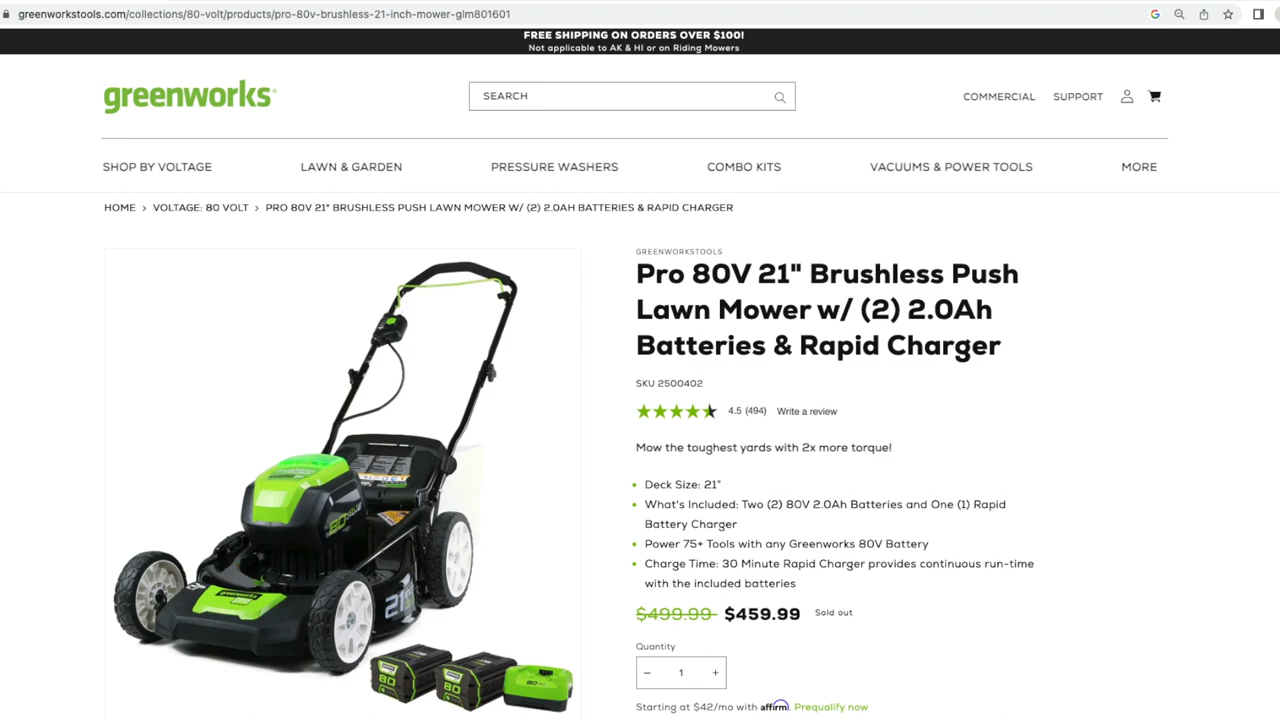 greenworkstools.com/collections/80-volt/products/pro-80v-brushless-21-inch-mower-glm801601
FREE SHIPPING ON ORDERS OVER $100!
Not applicable to AK & HI or on Riding Mowers
greenworks
SEARCH
COMMERCIAL SUPPORT
SHOP BY VOLTAGE LAWN & GARDEN PRESSURE WASHERS COMBO KITS VACUUMS & POWER TOOLS MORE
HOME > VOLTAGE: 80 VOLT > PRO 80V 21" BRUSHLESS PUSH LAWN MOWER W/ (2) 2.0AH BATTERIES & RAPID CHARGER
GREENWORKSTOOLS
Pro 80V 21" Brushless Push
Lawn Mower w/ (2) 2.0Ah
Batteries & Rapid Charger
SKU 2500402
4.5 (494) Write a review
Mow the toughest yards with 2x more torque!
Deck Size: 21"
What's Included: Two (2) 80V 2.0Ah Batteries and One (1) Rapid
Battery Charger
Power 75+ Tools with any Greenworks 80V Battery
Charge Time: 30 Minute Rapid Charger provides continuous run-time
with the included batteries
$499.99 $459.99 Sold out
Quantity
− 1 +
Starting at $42/mo with affirm. Prequalify now
80
greenworks
21
80
80
80